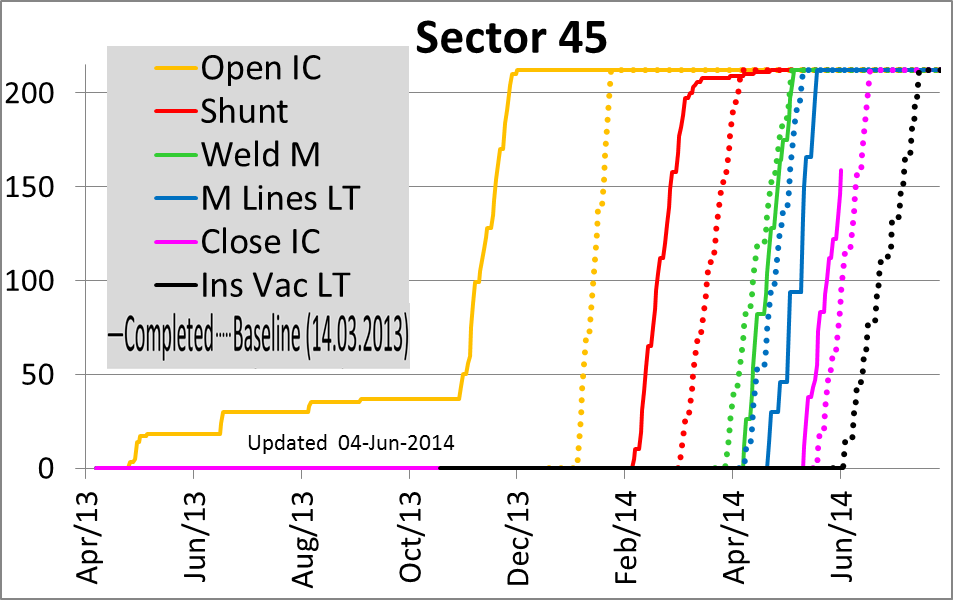 Sector 45
Open IC
Shunt
Weld M
M Lines LT
Close IC
Ins Vac LT
Completed Baseline (14.03.2013)
200
150
100
50
0
Updated 04-Jun-2014
Apr/13
Jun/13
Aug/13
Oct/13
Dec/13
Feb/14
Apr/14
Jun/14